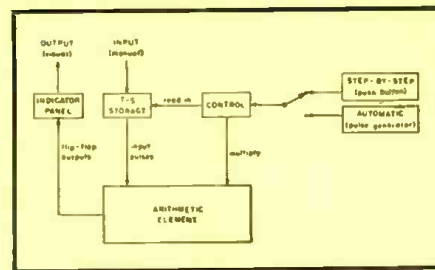 OUTPUT
(visual)
INPUT
(manual)
INDICATOR
PANEL
T-S
STORAGE
read in
CONTROL
STEP-BY-STEP
(push button)
AUTOMATIC
(pulse generator)
flip-flop
outputs
input
pulses
multiply
ARITHMETIC
ELEMENT